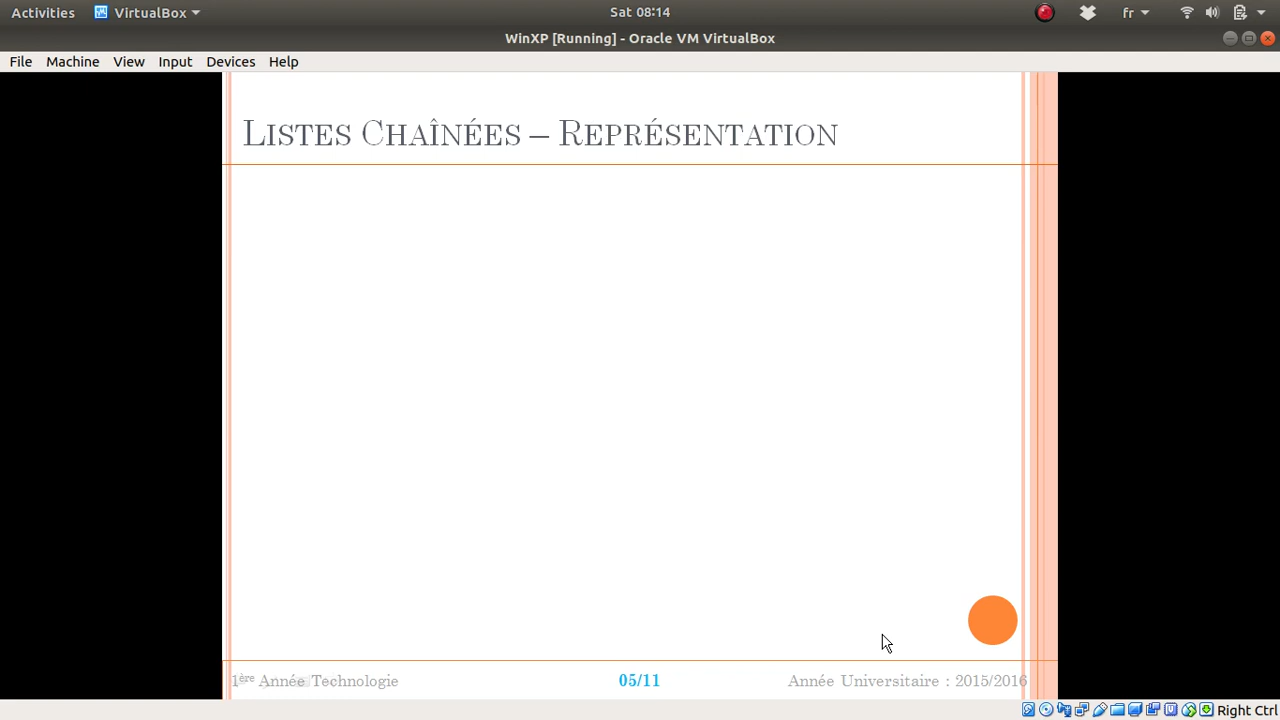 Activities VirtualBox Sat 08:14 fr
WinXP [Running] - Oracle VM VirtualBox
File Machine View Input Devices Help
Listes Chaînées – Représentation
1ère Année Technologie 05/11 Année Universitaire : 2015/2016
Right Ctrl